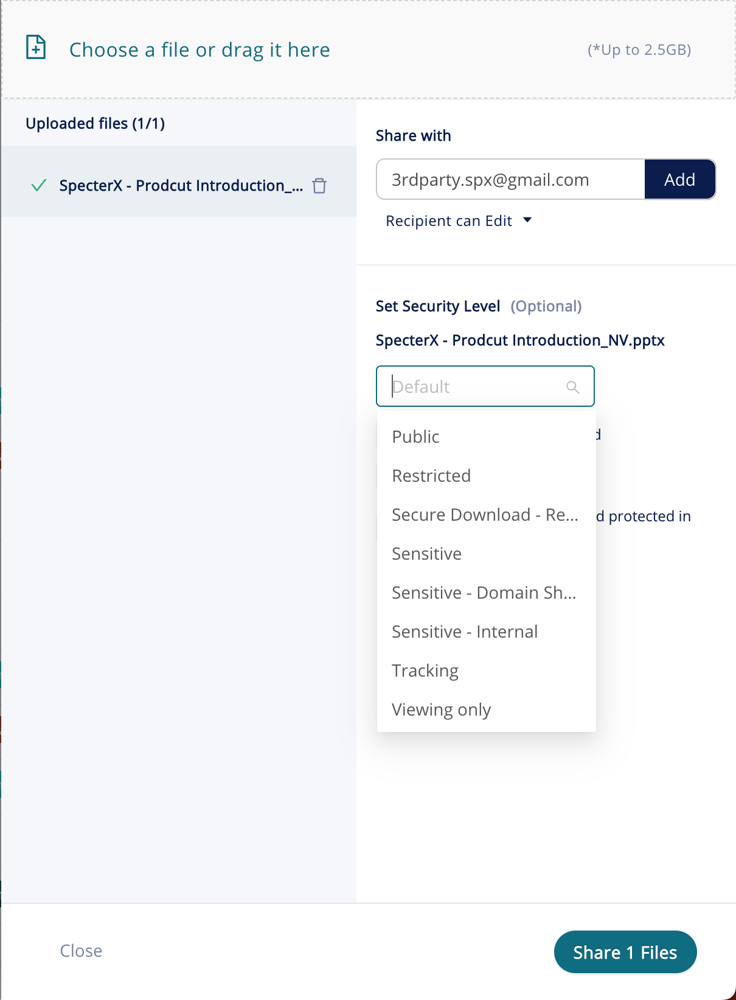 Choose a file or drag it here
(*Up to 2.5GB)
Uploaded files (1/1)
SpecterX - Prodcut Introduction_...
Share with
3rdparty.spx@gmail.com
Add
Recipient can Edit
Set Security Level (Optional)
SpecterX - Prodcut Introduction_NV.pptx
Default
Public
Restricted
Secure Download - Re...
protected in
Sensitive
Sensitive - Domain Sh...
Sensitive - Internal
Tracking
Viewing only
Close
Share 1 Files